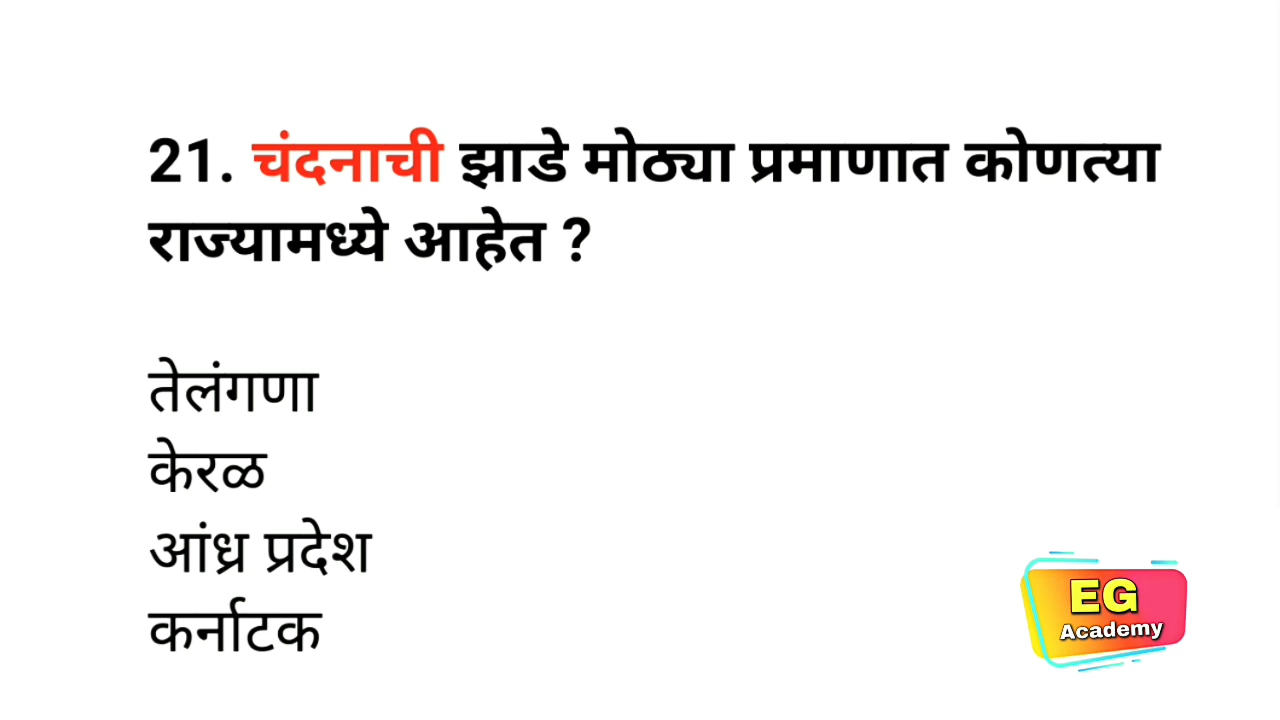 21. चंदनाची झाडे मोठ्या प्रमाणात कोणत्या
राज्यामध्ये आहेत ?
तेलंगणा
केरळ
आंध्र प्रदेश
कर्नाटक
EG
Academy